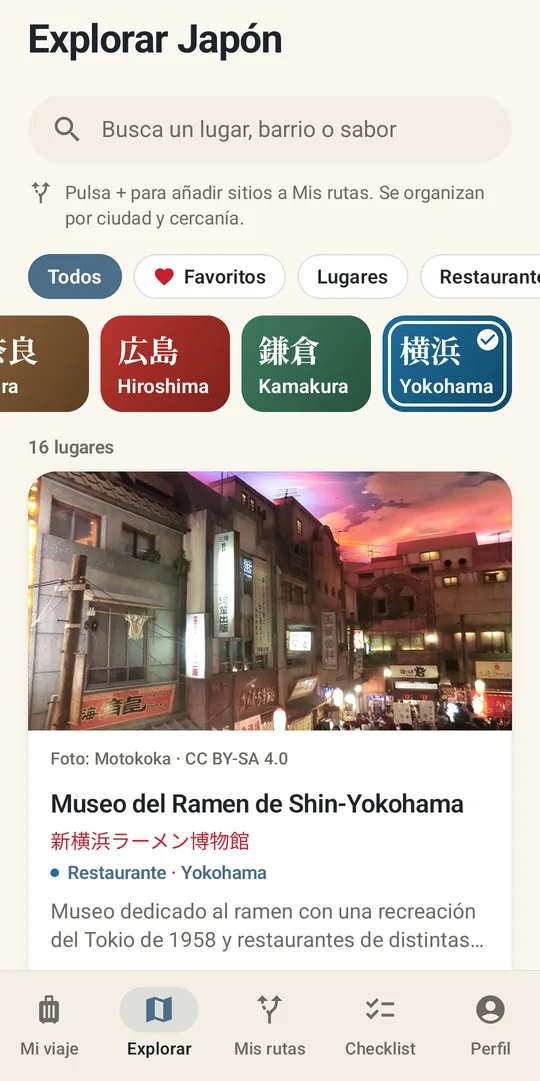 Explorar Japón
Busca un lugar, barrio o sabor
Pulsa + para añadir sitios a Mis rutas. Se organizan
por ciudad y cercanía.
Todos
Favoritos
Lugares
Restaurante
良
ra
広島
Hiroshima
鎌倉
Kamakura
横浜
Yokohama
16 lugares
Foto: Motokoka · CC BY-SA 4.0
Museo del Ramen de Shin-Yokohama
新横浜ラーメン博物館
Restaurante · Yokohama
Museo dedicado al ramen con una recreación
del Tokio de 1958 y restaurantes de distintas…
Mi viaje
Explorar
Mis rutas
Checklist
Perfil